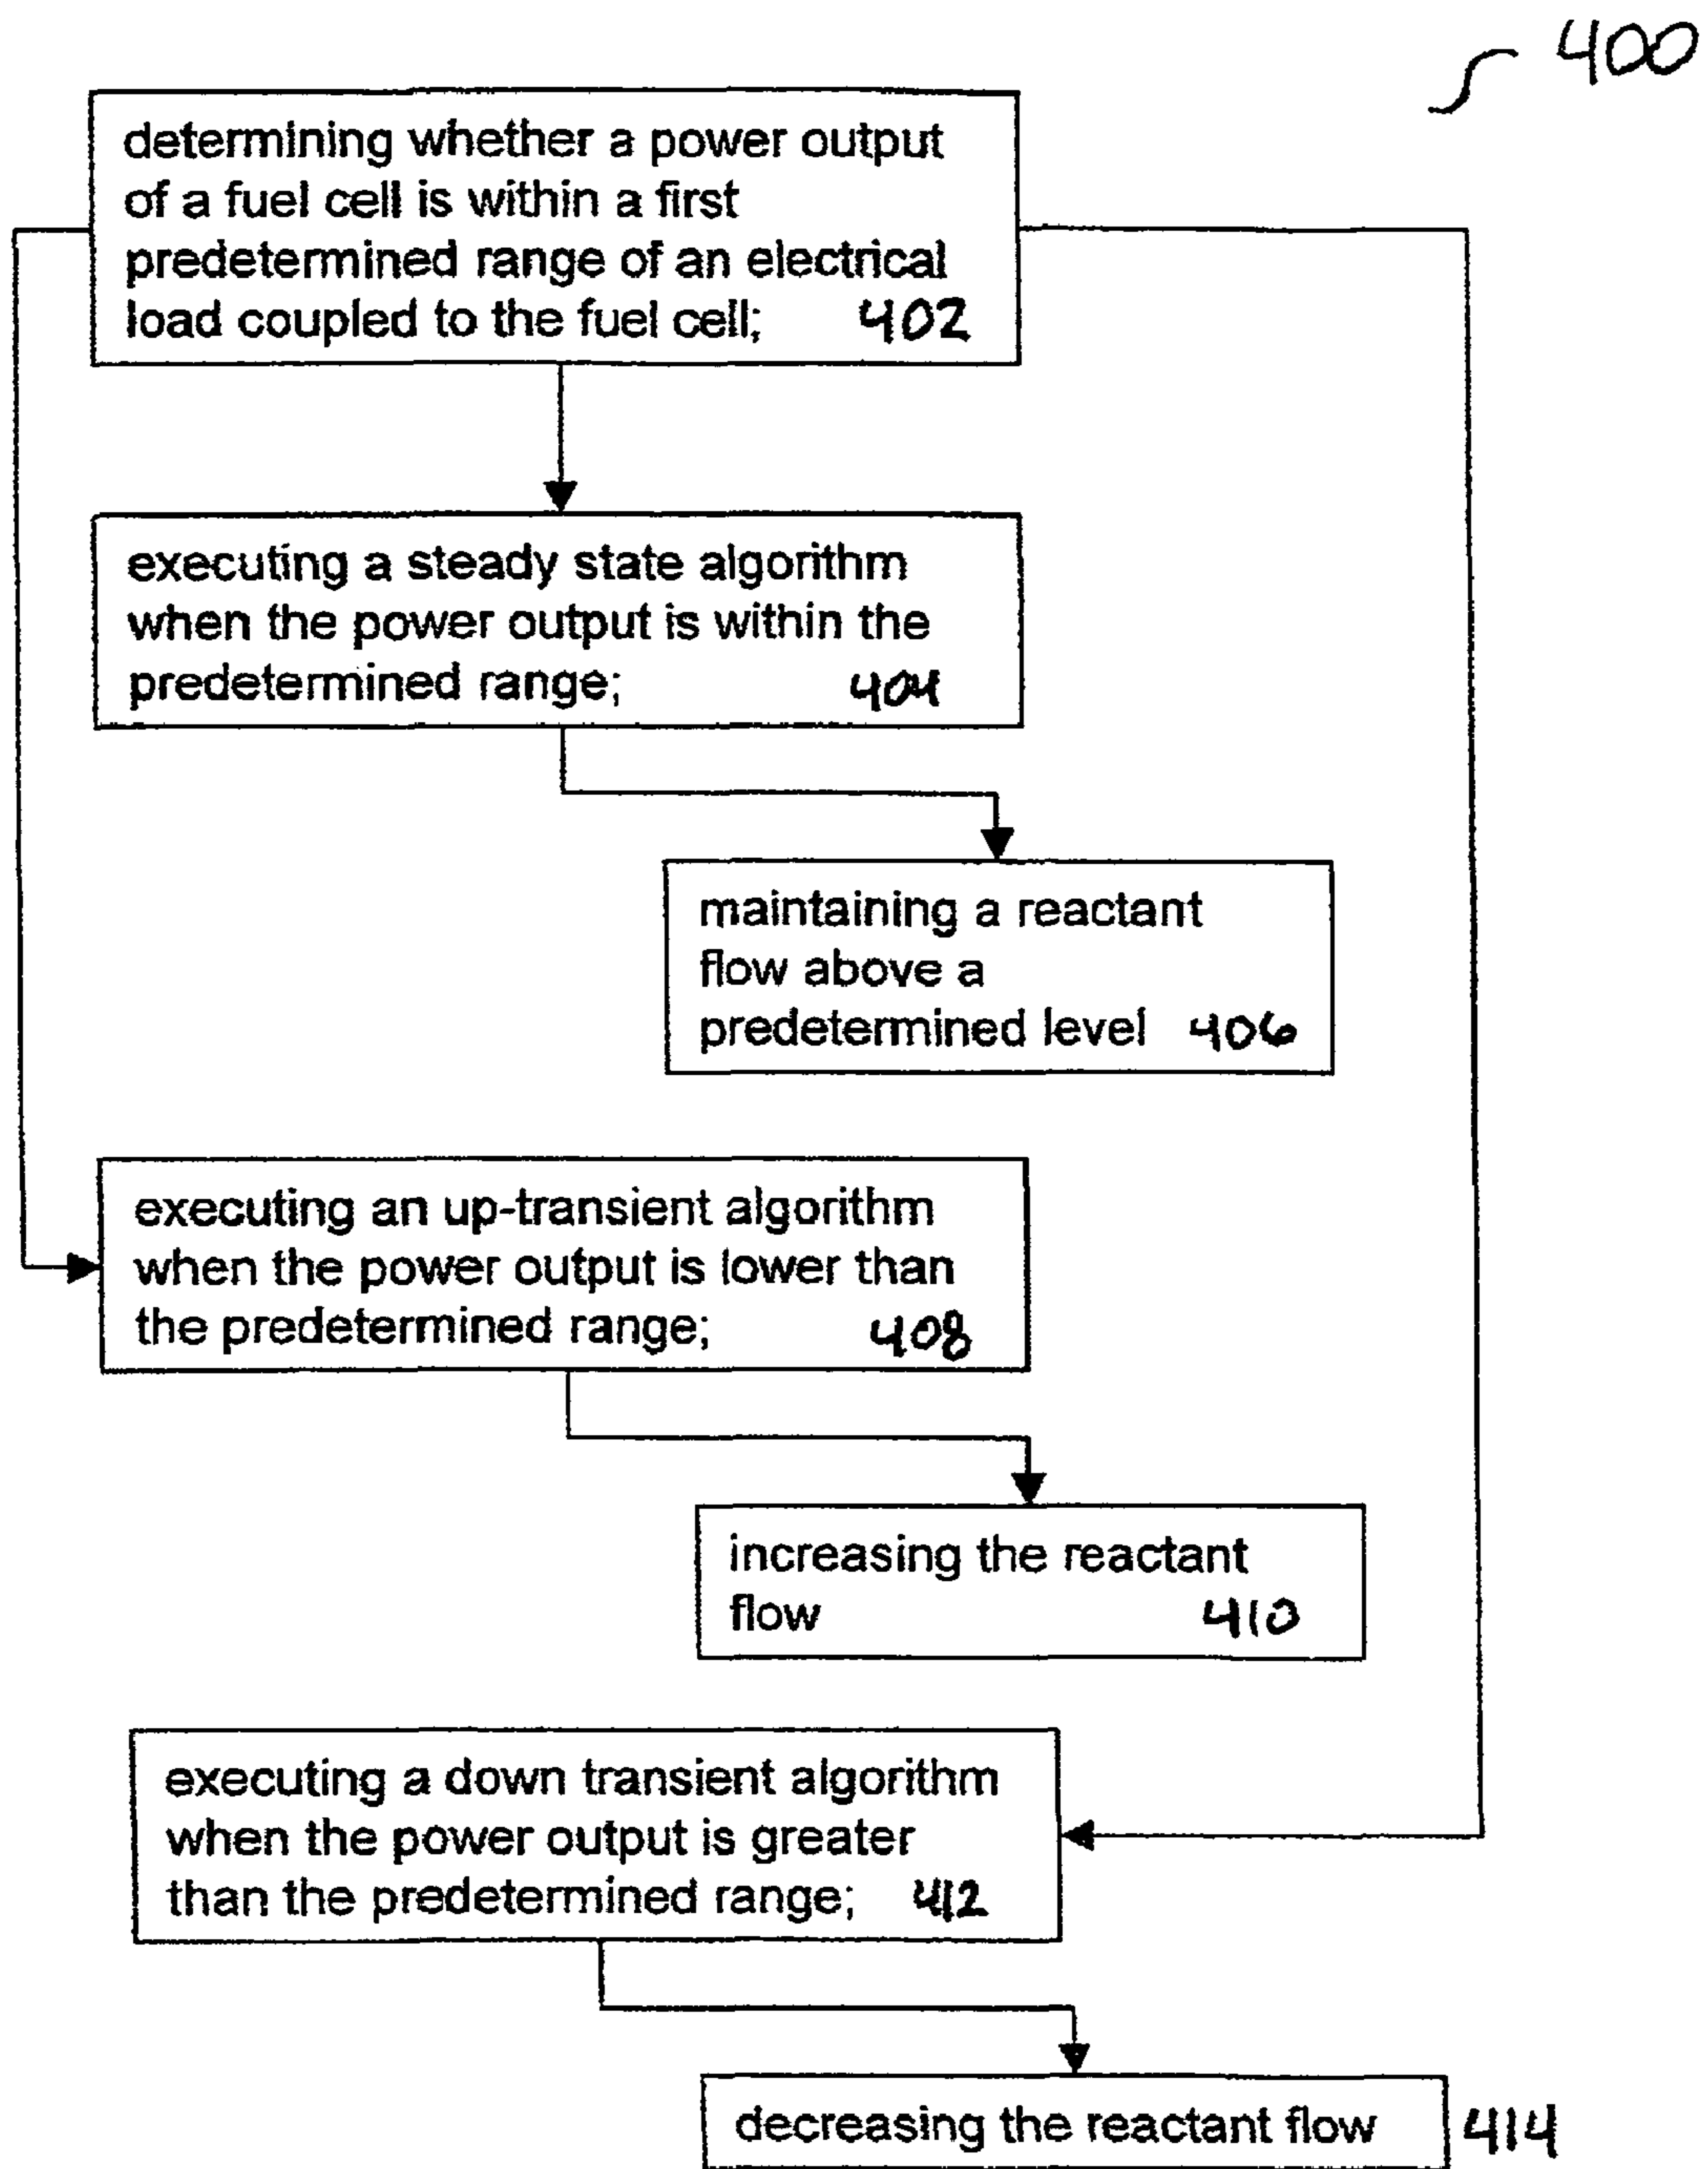 400
determining whether a power output
of a fuel cell is within a first
predetermined range of an electrical
load coupled to the fuel cell; 402
executing a steady state algorithm
when the power output is within the
predetermined range; 404
maintaining a reactant
flow above a
predetermined level 406
executing an up-transient algorithm
when the power output is lower than
the predetermined range; 408
increasing the reactant
flow 410
executing a down transient algorithm
when the power output is greater
than the predetermined range; 412
decreasing the reactant flow 414